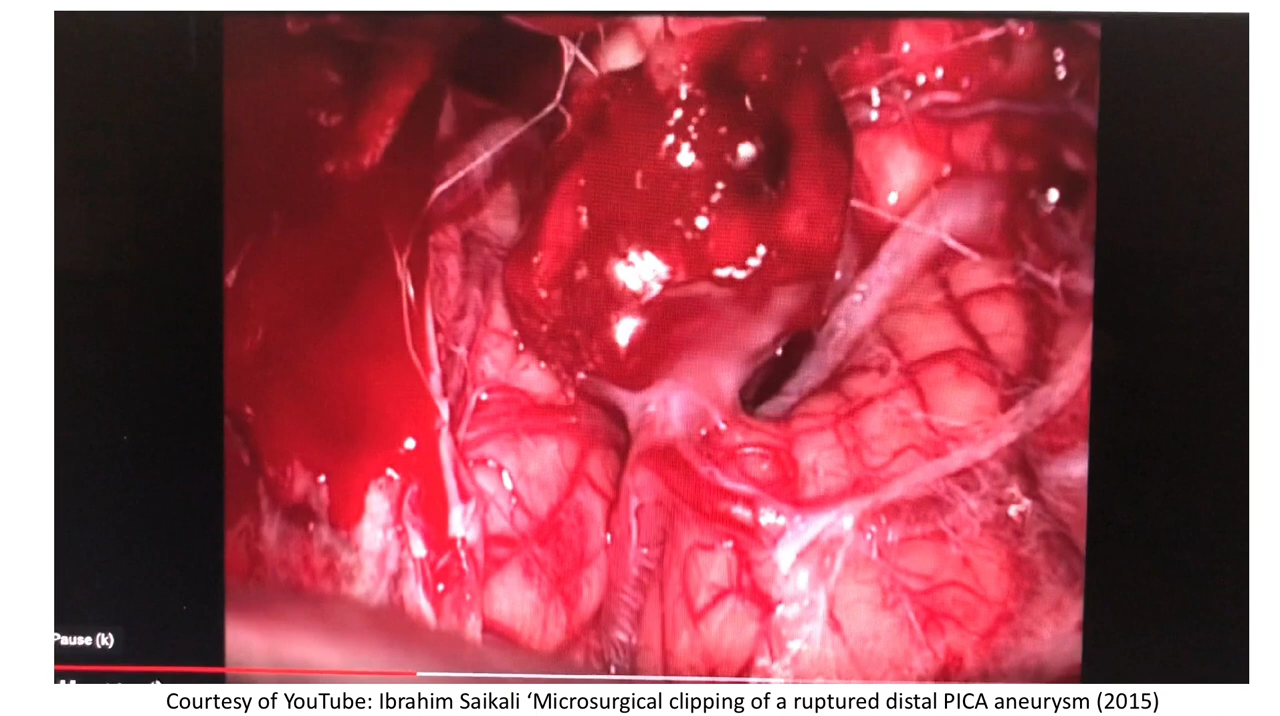 Pause (k)
Courtesy of YouTube: Ibrahim Saikali ‘Microsurgical clipping of a ruptured distal PICA aneurysm (2015)